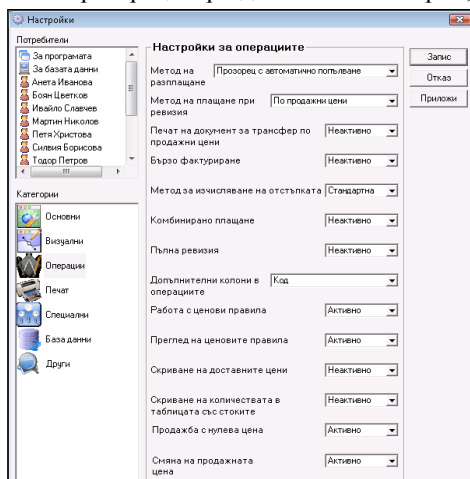 Настройки
Потребители
За програмата
За базата данни
Анета Иванова
Боян Цветков
Ивайло Славчев
Мартин Николов
Петя Христова
Силвия Борисова
Тодор Петров
Категории
Основни
Визуални
Операции
Печат
Специални
База данни
Други
Настройки за операциите
Метод на разплащане Прозорец с автоматично попълване
Метод на плащане при ревизия По продажни цени
Печат на документ за трансфер по продажни цени Неактивно
Бързо фактуриране Неактивно
Метод за изчисляване на отстъпката Стандартна
Комбинирано плащане Неактивно
Пълна ревизия Неактивно
Допълнителни колони в операциите Код
Работа с ценови правила Активно
Преглед на ценовите правила Активно
Скриване на доставните цени Неактивно
Скриване на количествата в таблицата със стоките Неактивно
Продажба с нулева цена Активно
Смяна на продажната цена Активно
Запис
Отказ
Приложи